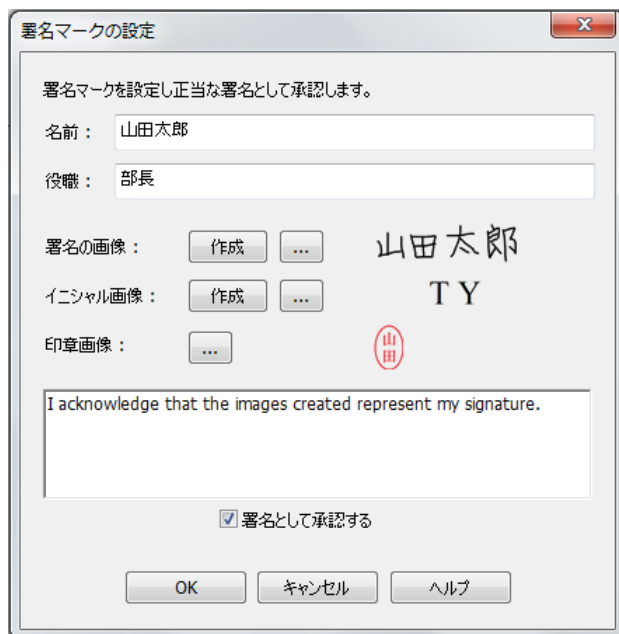 署名マークの設定
署名マークを設定し正当な署名として承認します。
名前： 山田太郎
役職： 部長
署名の画像： 作成 ... 山田太郎
イニシャル画像： 作成 ... T Y
印章画像： ... 山田
I acknowledge that the images created represent my signature.
署名として承認する
OK キャンセル ヘルプ